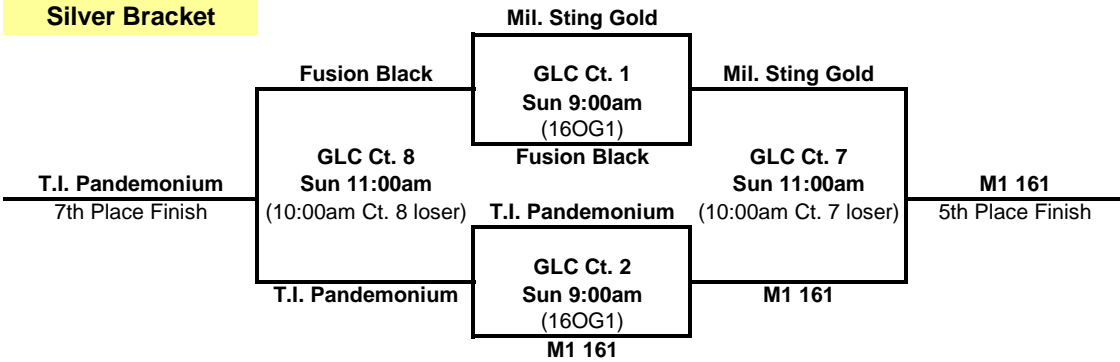 Silver Bracket
Mil. Sting Gold
Fusion Black
GLC Ct. 1
Mil. Sting Gold
Sun 9:00am
(16OG1)
GLC Ct. 8
Fusion Black
GLC Ct. 7
T.I. Pandemonium
Sun 11:00am
Sun 11:00am
M1 161
7th Place Finish
(10:00am Ct. 8 loser)
T.I. Pandemonium
(10:00am Ct. 7 loser)
5th Place Finish
GLC Ct. 2
T.I. Pandemonium
Sun 9:00am
M1 161
(16OG1)
M1 161